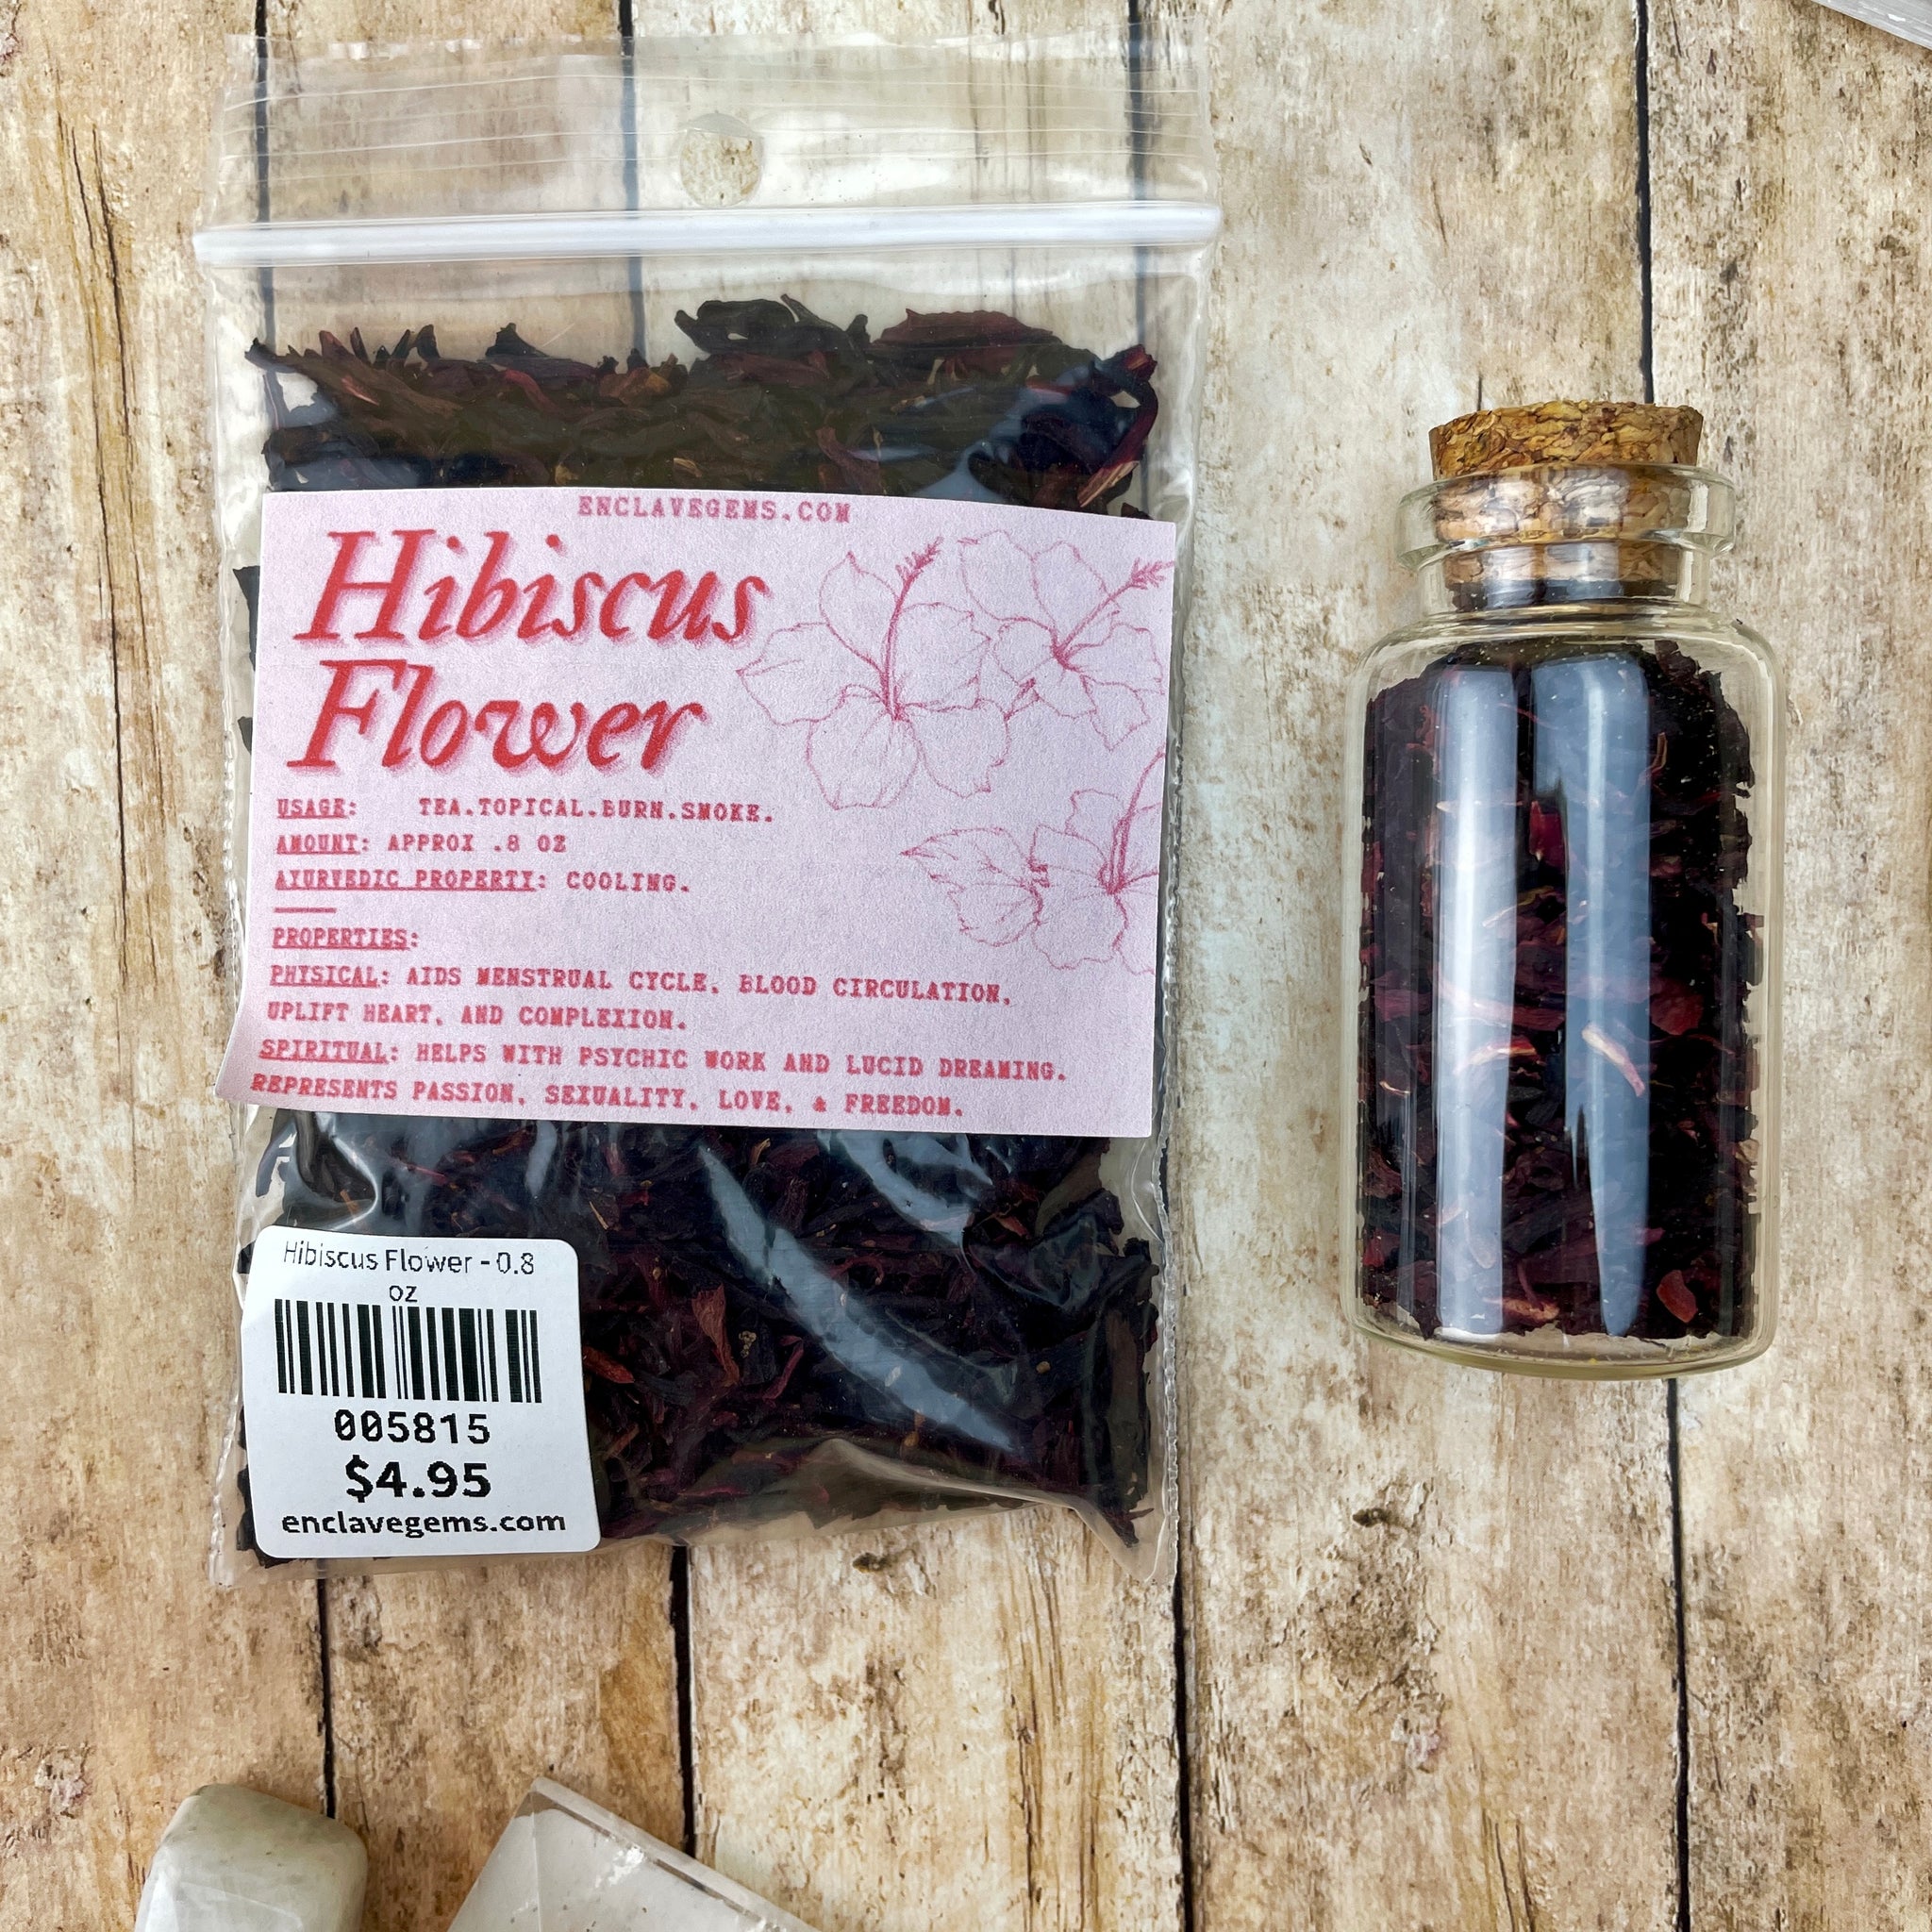 ENCLAVEGEMS.COM
Hibiscus
Flower
USAGE: TEA.TOPICAL.BURN.SMOKE.
AMOUNT: APPROX .8 OZ
AYURVEDIC PROPERTY: COOLING.
PROPERTIES:
PHYSICAL: AIDS MENSTRUAL CYCLE, BLOOD CIRCULATION,
UPLIFT HEART, AND COMPLEXION.
SPIRITUAL: HELPS WITH PSYCHIC WORK AND LUCID DREAMING.
REPRESENTS PASSION, SEXUALITY, LOVE, & FREEDOM.
Hibiscus Flower - 0.8
oz
005815
$4.95
enclavegems.com